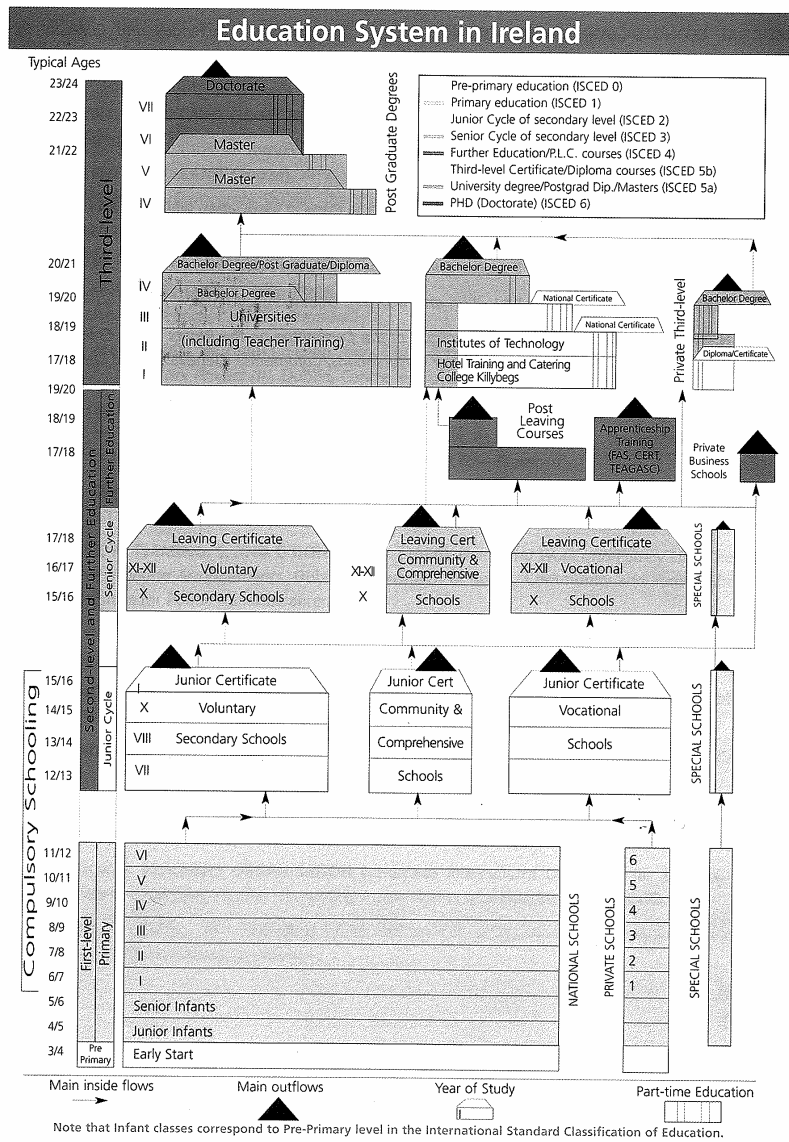 Education System in Ireland
Typical Ages
23/24
22/23
21/22
20/21
19/20
18/19
17/18
19/20
18/19
17/18
17/18
16/17
15/16
15/16
14/15
13/14
12/13
11/12
10/11
9/10
8/9
7/8
6/7
5/6
4/5
3/4
Third-level
Second-level and Further Education
Further Education
Senior Cycle
Junior Cycle
Compulsory Schooling
First-level
Primary
Pre
Primary
Doctorate
VII
VI
Master
V
Master
IV
Post Graduate Degrees
Pre-primary education (ISCED 0)
Primary education (ISCED 1)
Junior Cycle of secondary level (ISCED 2)
Senior Cycle of secondary level (ISCED 3)
Further Education/P.L.C. courses (ISCED 4)
Third-level Certificate/Diploma courses (ISCED 5b)
University degree/Postgrad Dip./Masters (ISCED 5a)
PHD (Doctorate) (ISCED 6)
Bachelor Degree/Post Graduate/Diploma
IV
Bachelor Degree
III
Universities
II
(including Teacher Training)
I
Bachelor Degree
National Certificate
National Certificate
Institutes of Technology
Hotel Training and Catering
College Killybegs
Private Third-level
Bachelor Degree
Diploma/Certificate
Post
Leaving
Courses
Apprenticeship
Training
(FAS, CERT,
TEAGASC)
Private
Business
Schools
Leaving Certificate
XI-XII
Voluntary
X
Secondary Schools
XI-XII
X
Leaving Cert
Community &
Comprehensive
Schools
Leaving Certificate
XI-XII
Vocational
X
Schools
SPECIAL SCHOOLS
Junior Certificate
I
X
Voluntary
VIII
Secondary Schools
VII
Junior Cert
Community &
Comprehensive
Schools
Junior Certificate
Vocational
Schools
SPECIAL SCHOOLS
VI
V
IV
III
II
I
Senior Infants
Junior Infants
Early Start
NATIONAL SCHOOLS
PRIVATE SCHOOLS
6
5
4
3
2
1
SPECIAL SCHOOLS
Main inside flows
Main outflows
Year of Study
Part-time Education
Note that Infant classes correspond to Pre-Primary level in the International Standard Classification of Education.